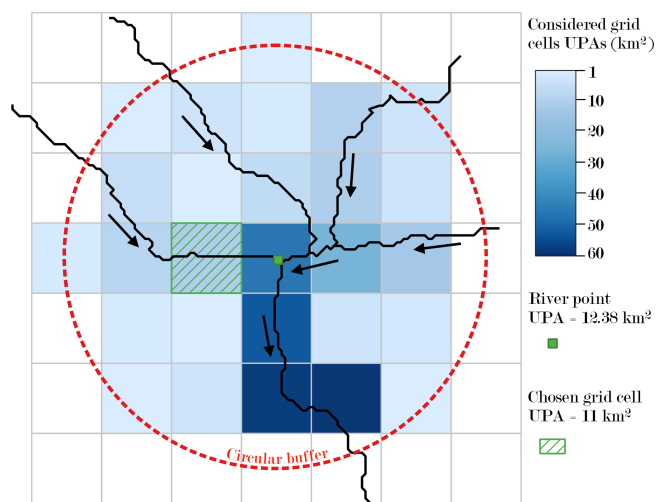 Considered grid
cells UPAs (km²)
1
10
20
30
40
50
60
River point
UPA = 12.38 km²
Chosen grid cell
UPA = 11 km²
Circular buffer